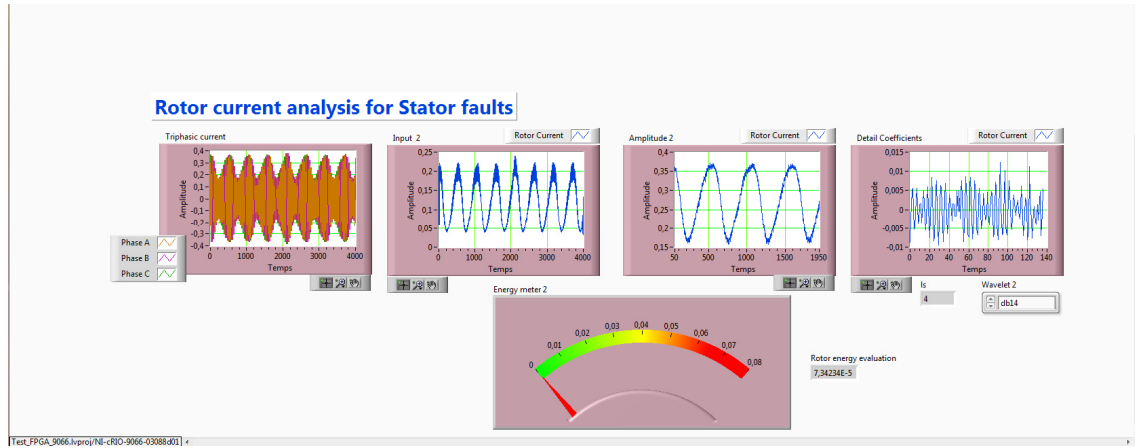 Rotor current analysis for Stator faults
Triphasic current
Amplitude
0,4
0,3
0,2
0,1
0
-0,1
-0,2
-0,3
-0,4
0 1000 2000 3000 4000
Temps
Phase A
Phase B
Phase C
Input 2
Rotor Current
Amplitude
0,25
0,2
0,15
0,1
0,05
0
0 1000 2000 3000 4000
Temps
Amplitude 2
Rotor Current
Amplitude
0,4
0,35
0,3
0,25
0,2
0,15
50 500 1000 1500 1950
Temps
Detail Coefficients
Rotor Current
Amplitude
0,015
0,01
0,005
0
-0,005
-0,01
0 20 40 60 80 100 120 140
Temps
Is
4
Wavelet 2
db14
Energy meter 2
0 0,01 0,02 0,03 0,04 0,05 0,06 0,07 0,08
Rotor energy evaluation
7,34234E-5
Test_FPGA_9066.lvproj/NI-cRIO-9066-03088d01